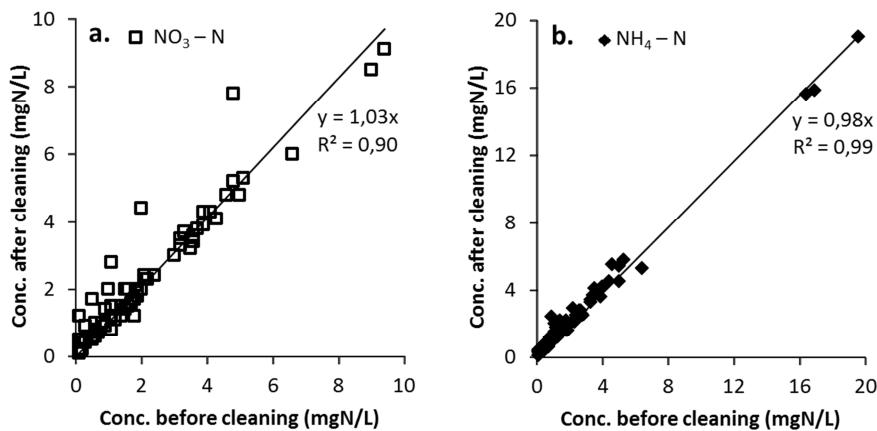 a.
NO3 – N
10
8
6
4
2
0
Conc. after cleaning (mgN/L)
y = 1,03x
R² = 0,90
0 2 4 6 8 10
Conc. before cleaning (mgN/L)
b.
NH4 – N
20
16
12
8
4
0
Conc. after cleaning (mgN/L)
y = 0,98x
R² = 0,99
0 4 8 12 16 20
Conc. before cleaning (mgN/L)